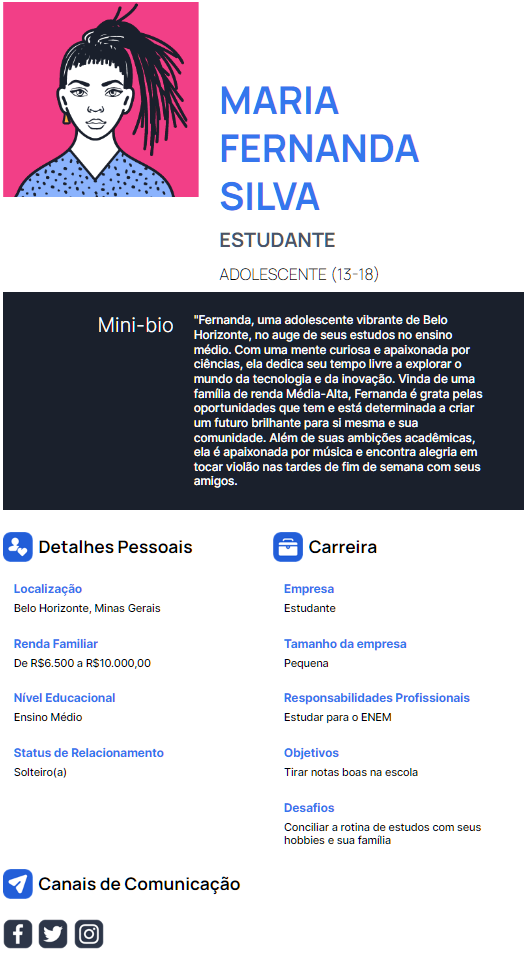 MARIA
FERNANDA
SILVA
ESTUDANTE
ADOLESCENTE (13-18)
Mini-bio
"Fernanda, uma adolescente vibrante de Belo
Horizonte, no auge de seus estudos no ensino
médio. Com uma mente curiosa e apaixonada por
ciências, ela dedica seu tempo livre a explorar o
mundo da tecnologia e da inovação. Vinda de uma
família de renda Média-Alta, Fernanda é grata pelas
oportunidades que tem e está determinada a criar
um futuro brilhante para si mesma e sua
comunidade. Além de suas ambições acadêmicas,
ela é apaixonada por música e encontra alegria em
tocar violão nas tardes de fim de semana com seus
amigos.
Detalhes Pessoais
Localização
Belo Horizonte, Minas Gerais
Renda Familiar
De R$6.500 a R$10.000,00
Nível Educacional
Ensino Médio
Status de Relacionamento
Solteiro(a)
Carreira
Empresa
Estudante
Tamanho da empresa
Pequena
Responsabilidades Profissionais
Estudar para o ENEM
Objetivos
Tirar notas boas na escola
Desafios
Conciliar a rotina de estudos com seus
hobbies e sua família
Canais de Comunicação